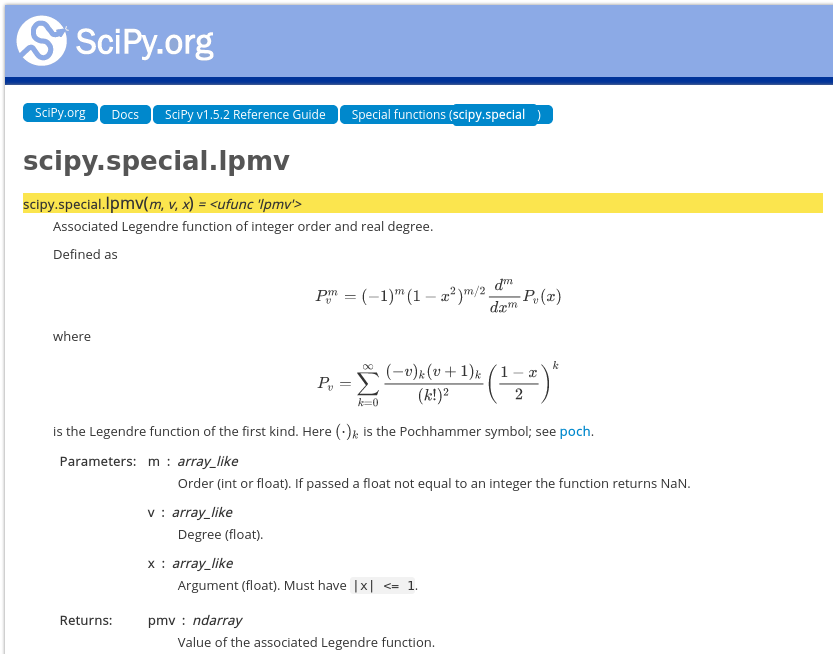 SciPy.org
SciPy.org Docs SciPy v1.5.2 Reference Guide Special functions (scipy.special )
scipy.special.lpmv
scipy.special.lpmv(m, v, x) = <ufunc 'lpmv'>
Associated Legendre function of integer order and real degree.
Defined as
P_v^m = (−1)^m (1 − x^2)^{m/2} \frac{d^m}{dx^m} P_v(x)
where
P_v = \sum_{k=0}^{∞} \frac{(−v)_k (v + 1)_k}{(k!)^2} \left(\frac{1 − x}{2}\right)^k
is the Legendre function of the first kind. Here (·)_k is the Pochhammer symbol; see poch.
Parameters: m : array_like
Order (int or float). If passed a float not equal to an integer the function returns NaN.
v : array_like
Degree (float).
x : array_like
Argument (float). Must have |x| <= 1.
Returns: pmv : ndarray
Value of the associated Legendre function.